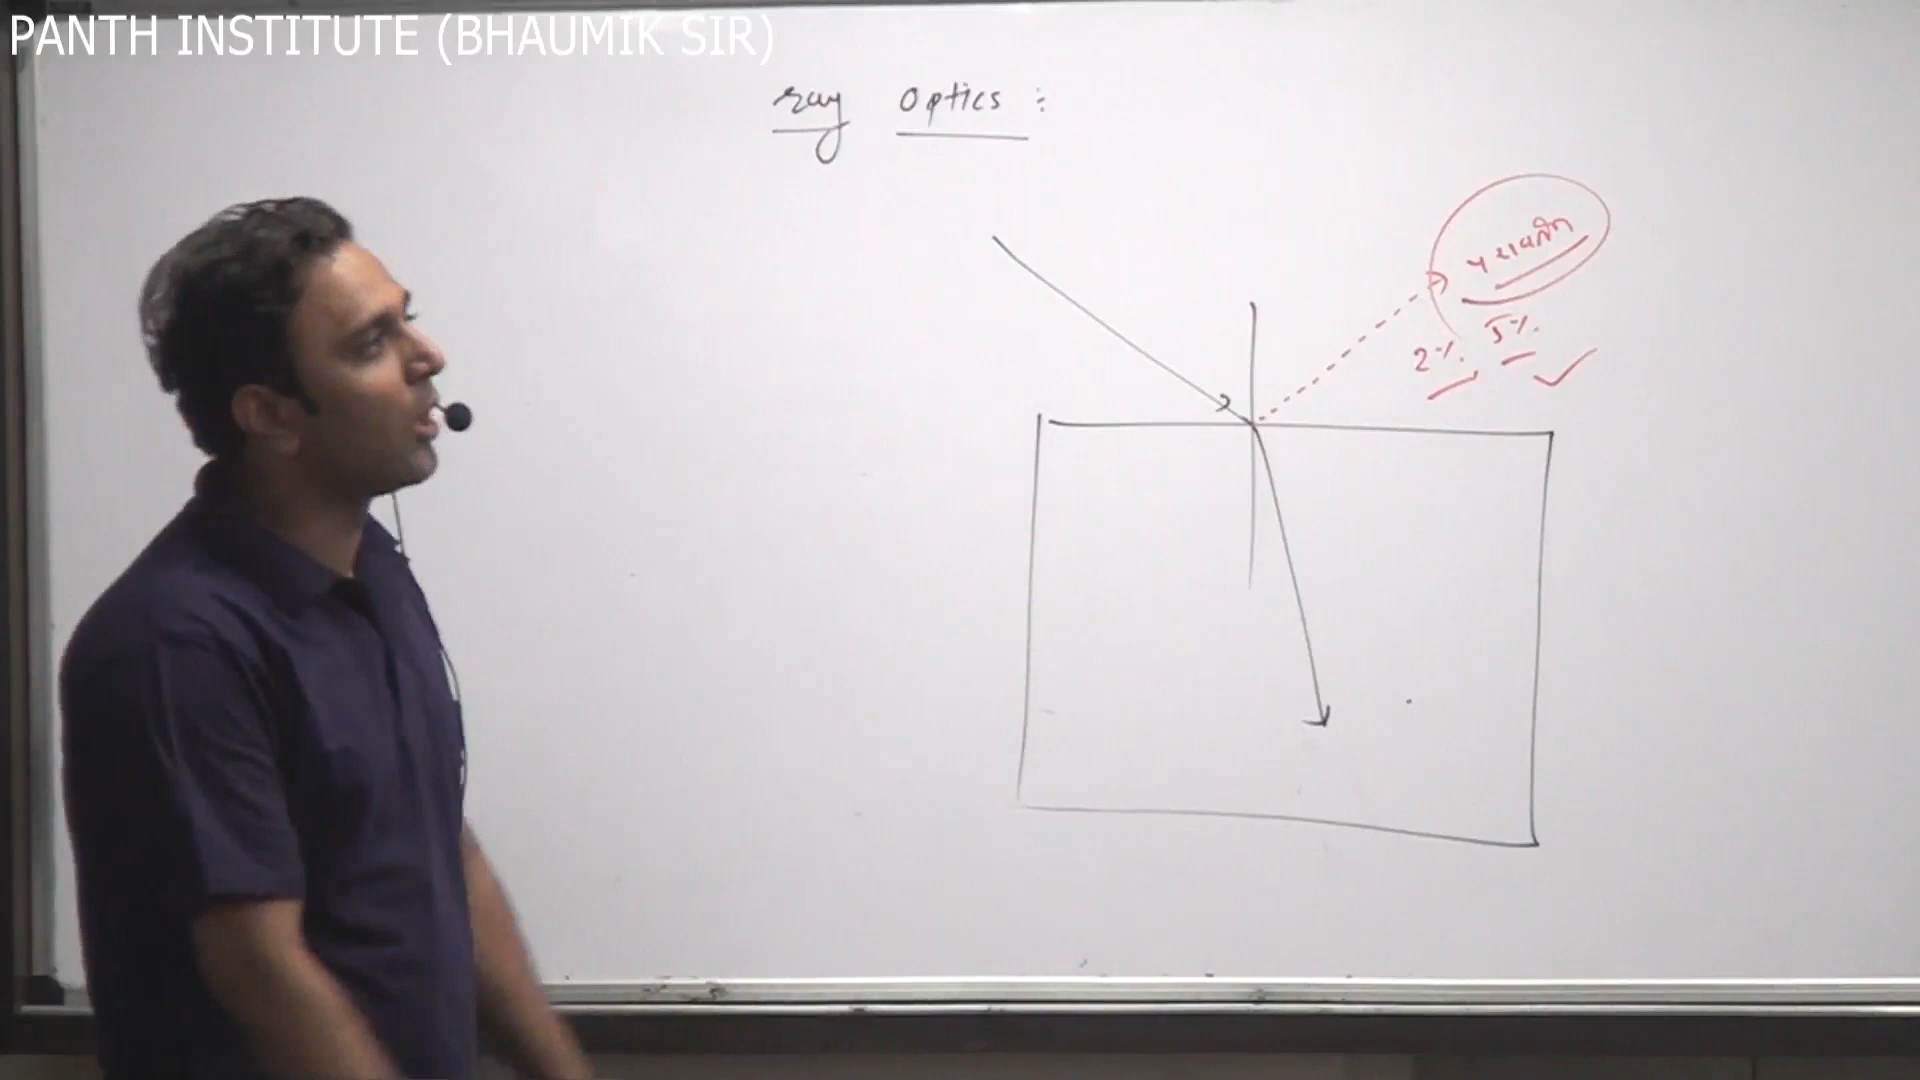 PANTH INSTITUTE (BHAUMIK SIR)
ray Optics :
પરાવર્તન
2%. 5%.